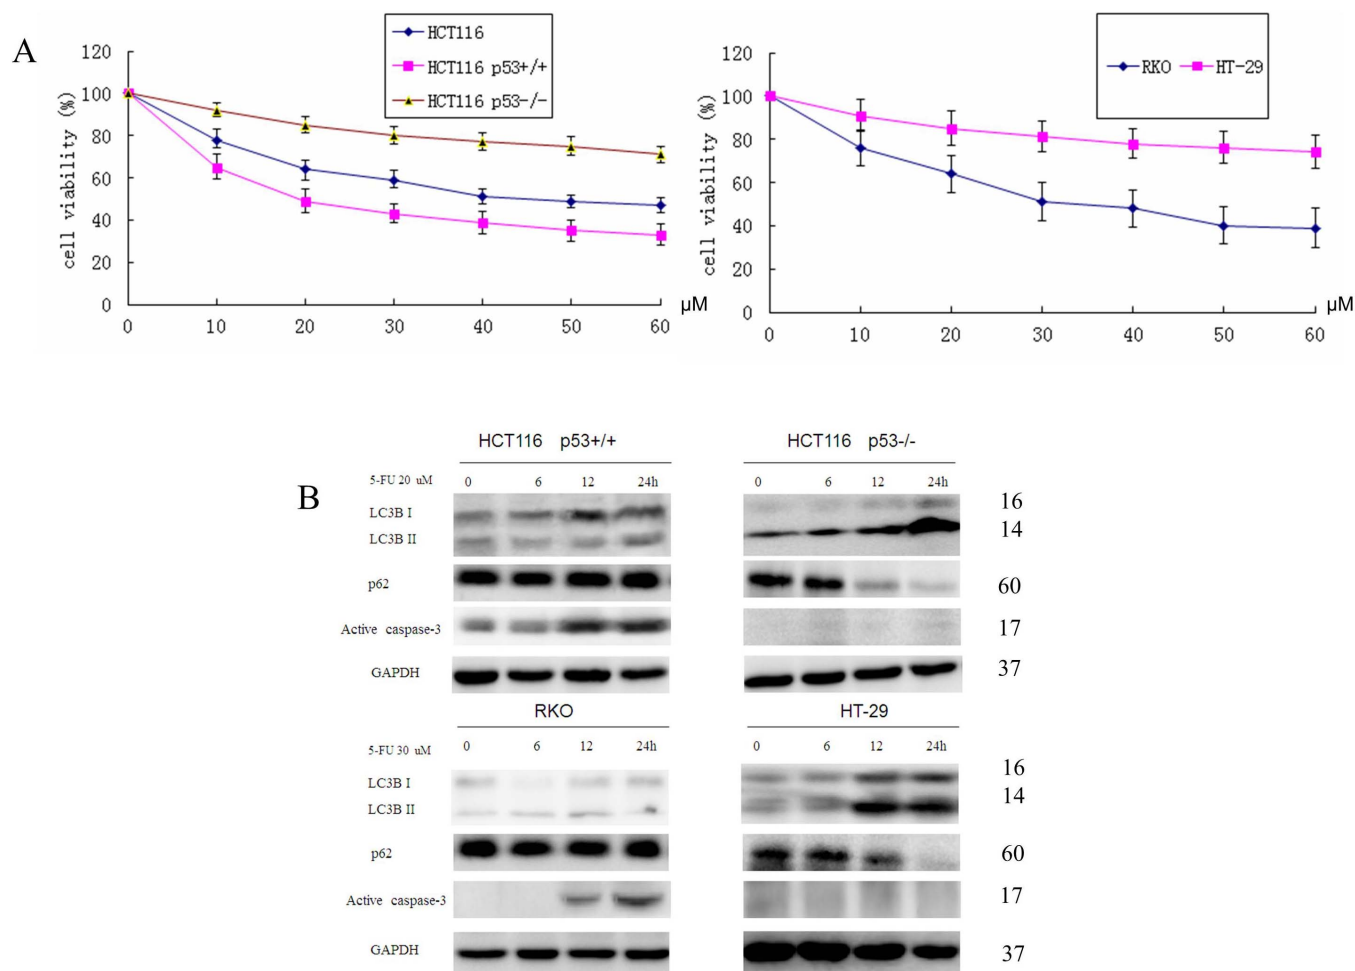 A
HCT116
HCT116 p53+/+
HCT116 p53-/-
cell viability (%)
120
100
80
60
40
20
0
0 10 20 30 40 50 60
μM
RKO HT-29
cell viability (%)
120
100
80
60
40
20
0
0 10 20 30 40 50 60
μM
B
HCT116 p53+/+ HCT116 p53-/-
5-FU 20 uM 0 6 12 24h 0 6 12 24h
LC3B I 16
LC3B II 14
p62 60
Active caspase-3 17
GAPDH 37
RKO HT-29
5-FU 30 uM 0 6 12 24h 0 6 12 24h
LC3B I 16
LC3B II 14
p62 60
Active caspase-3 17
GAPDH 37